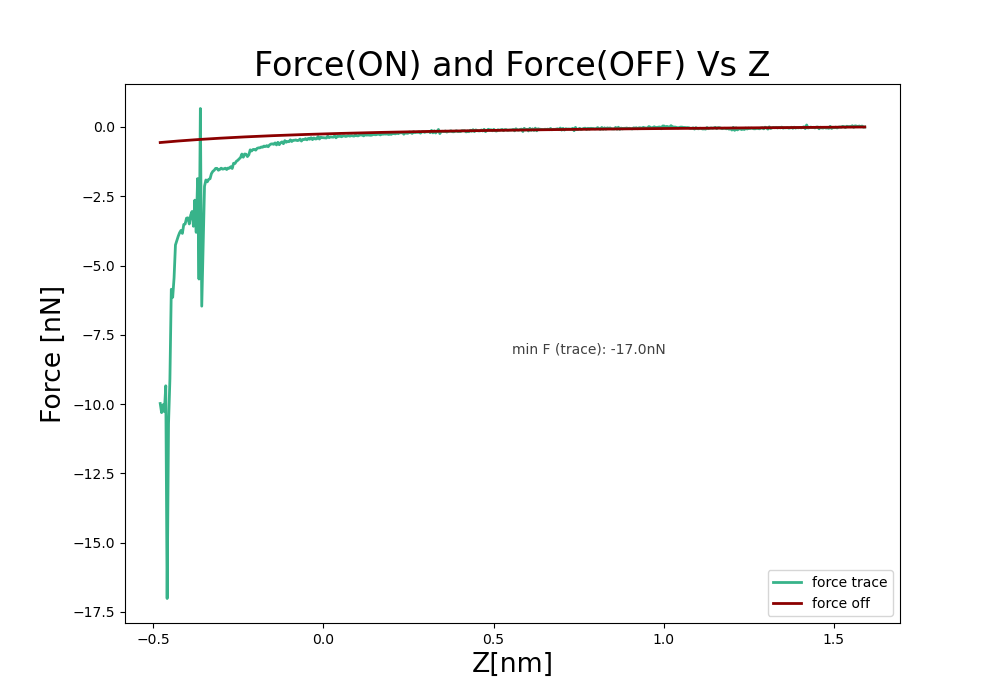 Force(ON) and Force(OFF) Vs Z
Force [nN]
0.0
−2.5
−5.0
−7.5
−10.0
−12.5
−15.0
−17.5
min F (trace): -17.0nN
force trace
force off
−0.5
0.0
0.5
1.0
1.5
Z[nm]